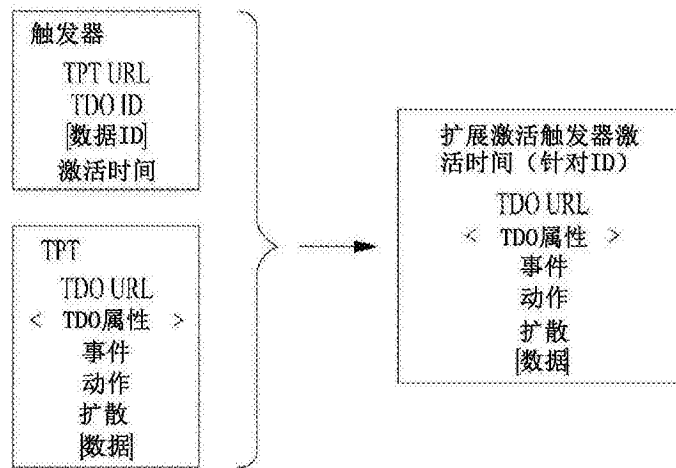 触发器
TPT URL
TDO ID
[数据ID]
激活时间
TPT
TDO URL
< TDO属性 >
事件
动作
扩散
[数据]
扩展激活触发器激
活时间（针对ID）
TDO URL
< TDO属性 >
事件
动作
扩散
[数据]